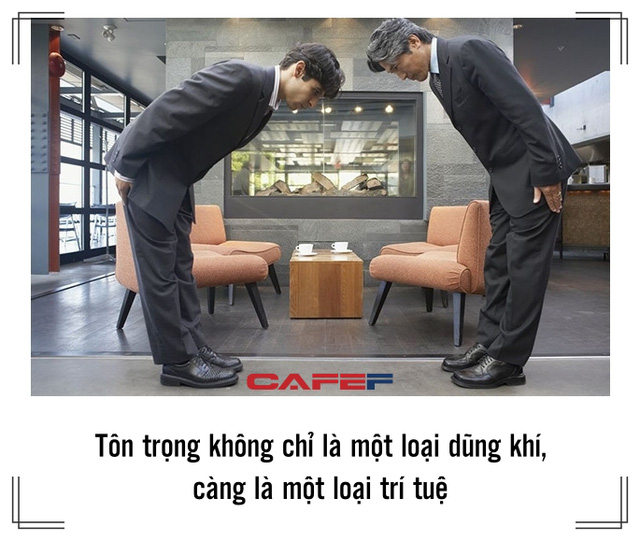 CAFEF
Tôn trọng không chỉ là một loại dũng khí,
càng là một loại trí tuệ